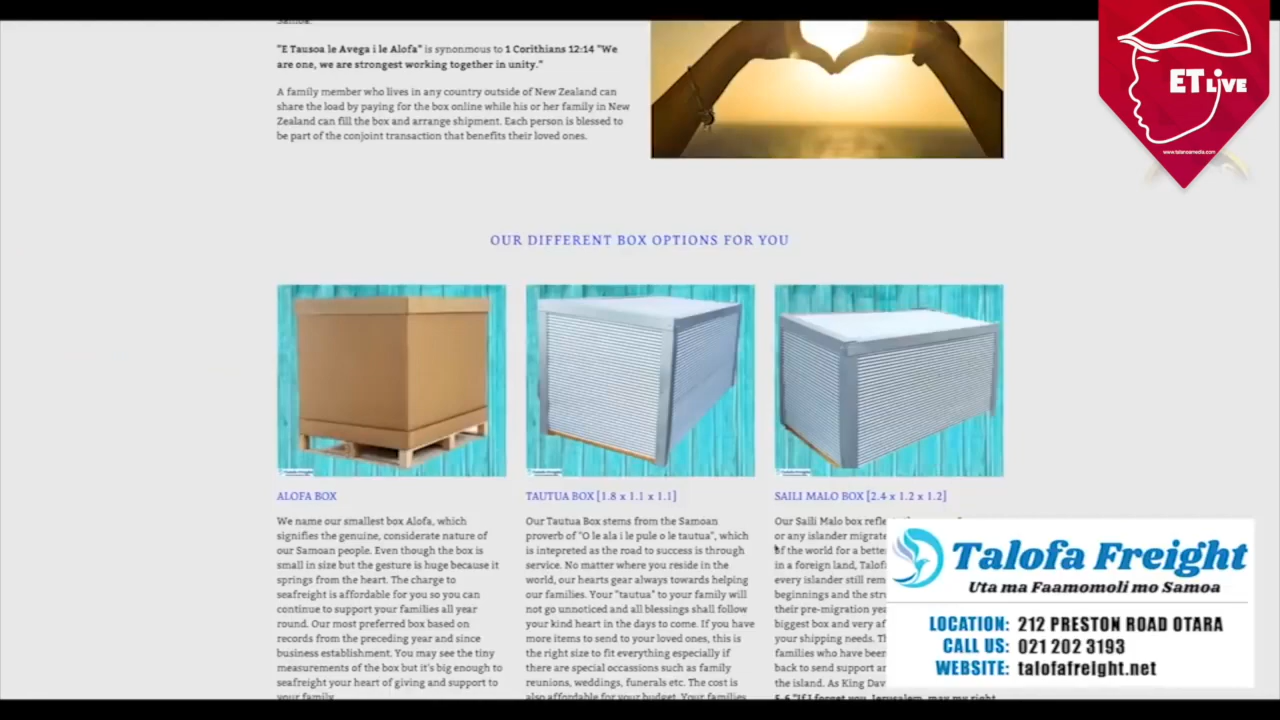 Samoa.
"E Tausoa le Avega i le Alofa" is synonmous to 1 Corithians 12:14 "We
are one, we are strongest working together in unity."
A family member who lives in any country outside of New Zealand can
share the load by paying for the box online while his or her family in New
Zealand can fill the box and arrange shipment. Each person is blessed to
be part of the conjoint transaction that benefits their loved ones.
ET LIVE
www.talanoamedia.com
OUR DIFFERENT BOX OPTIONS FOR YOU
ALOFA BOX
We name our smallest box Alofa, which
signifies the genuine, considerate nature of
our Samoan people. Even though the box is
small in size but the gesture is huge because it
springs from the heart. The charge to
seafreight is affordable for you so you can
continue to support your families all year
round. Our most preferred box based on
records from the preceding year and since
business establishment. You may see the tiny
measurements of the box but it's big enough to
seafreight your heart of giving and support to
your family.
TAUTUA BOX [1.8 x 1.1 x 1.1]
Our Tautua Box stems from the Samoan
proverb of "O le ala i le pule o le tautua", which
is intepreted as the road to success is through
service. No matter where you reside in the
world, our hearts gear always towards helping
our families. Your "tautua" to your family will
not go unnoticed and all blessings shall follow
your kind heart in the days to come. If you have
more items to send to your loved ones, this is
the right size to fit everything especially if
there are special occassions such as family
reunions, weddings, funerals etc. The cost is
also affordable for your budget. Your families
SAILI MALO BOX [2.4 x 1.2 x 1.2]
Our Saili Malo box refle
or any islander migrate
of the world for a bette
in a foreign land, Talof
every islander still rem
beginnings and the str
their pre-migration yea
biggest box and very af
your shipping needs. Th
families who have been
back to send support an
the island. As King Dav
5-6 "If I forget you, Jerusalem, may my right
Talofa Freight
Uta ma Faamomoli mo Samoa
LOCATION: 212 PRESTON ROAD OTARA
CALL US: 021 202 3193
WEBSITE: talofafreight.net